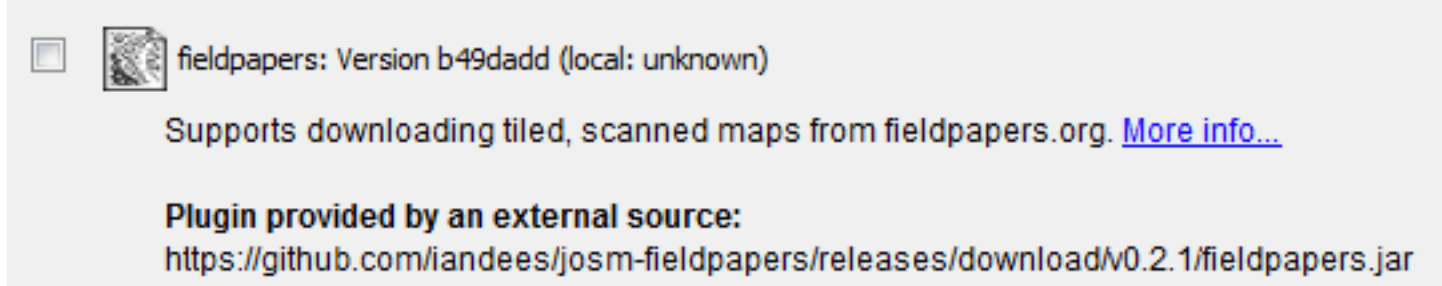 fieldpapers: Version b49dadd (local: unknown)
Supports downloading tiled, scanned maps from fieldpapers.org. More info...
Plugin provided by an external source:
https://github.com/iandees/josm-fieldpapers/releases/download/v0.2.1/fieldpapers.jar